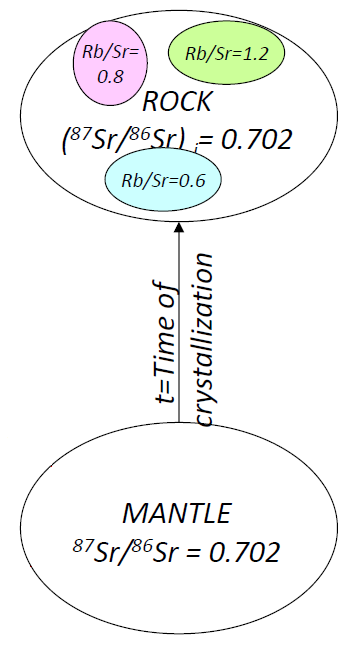 Rb/Sr=
0.8
Rb/Sr=1.2
ROCK
(⁸⁷Sr/⁸⁶Sr)ᵢ= 0.702
Rb/Sr=0.6
t=Time of
crystallization
MANTLE
⁸⁷Sr/⁸⁶Sr = 0.702